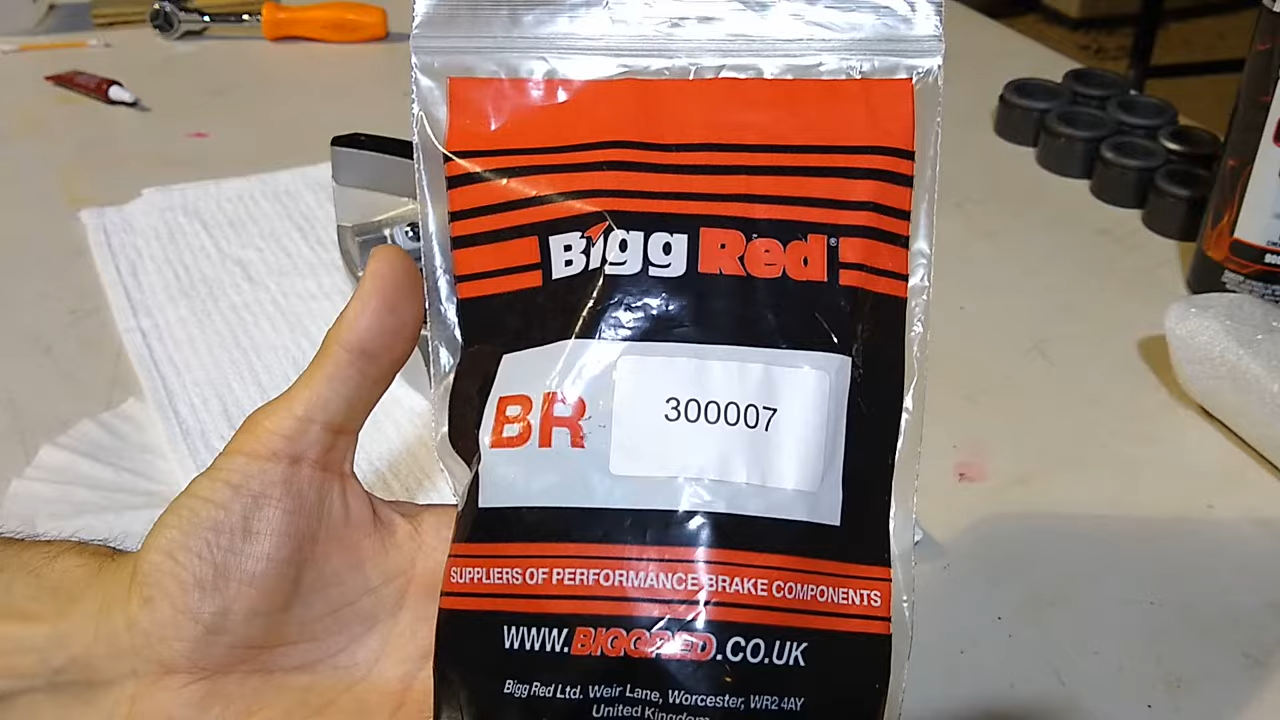 Bigg Red®
BR 300007
SUPPLIERS OF PERFORMANCE BRAKE COMPONENTS
WWW.BIGGRED.CO.UK
Bigg Red Ltd. Weir Lane, Worcester, WR2 4AY
United Kingdom